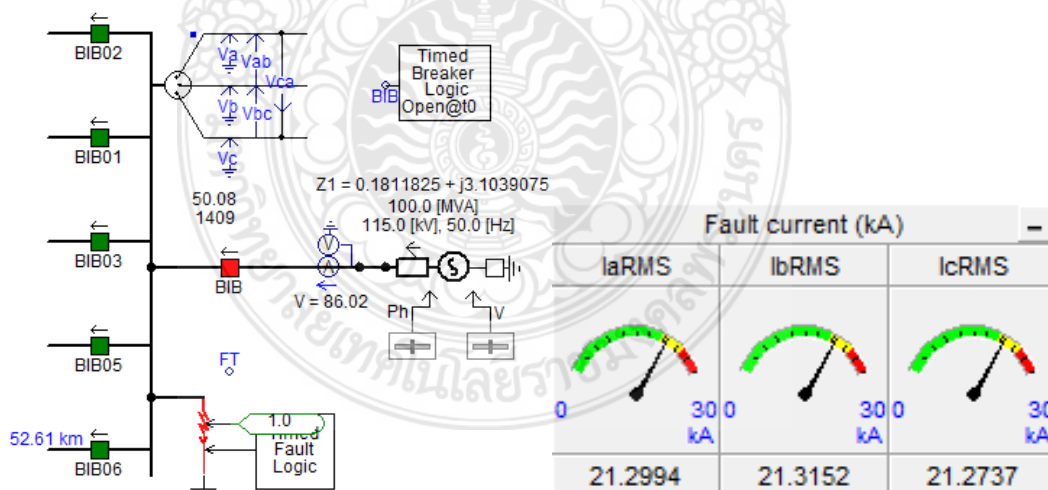 BIB02
Va
Vab
Vca
Vb
Vbc
Vc
BIB
Timed
Breaker
Logic
Open@t0
BIB01
50.08
1409
Z1 = 0.1811825 + j3.1039075
100.0 [MVA]
115.0 [kV], 50.0 [Hz]
BIB03
BIB
V
A
V = 86.02
Ph
V
BIB05
FT
52.61 km
BIB06
1.0
Timed
Fault
Logic
Fault current (kA)
IaRMS
IbRMS
IcRMS
0
30
kA
0
30
kA
0
30
kA
21.2994
21.3152
21.2737